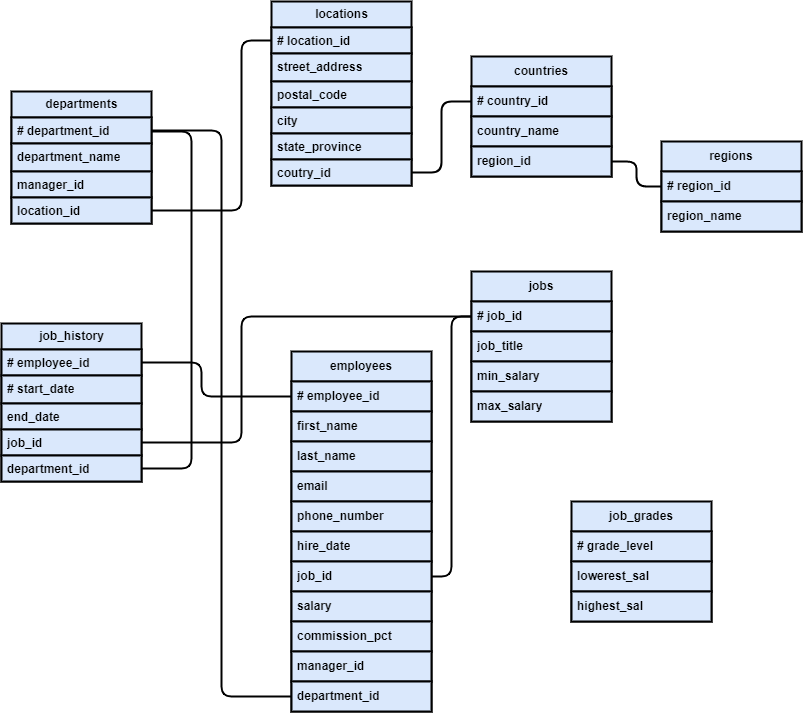 locations
# location_id
street_address
postal_code
city
state_province
coutry_id
countries
# country_id
country_name
region_id
departments
# department_id
department_name
manager_id
location_id
regions
# region_id
region_name
jobs
# job_id
job_title
min_salary
max_salary
job_history
# employee_id
# start_date
end_date
job_id
department_id
employees
# employee_id
first_name
last_name
email
phone_number
hire_date
job_id
salary
commission_pct
manager_id
department_id
job_grades
# grade_level
lowerest_sal
highest_sal